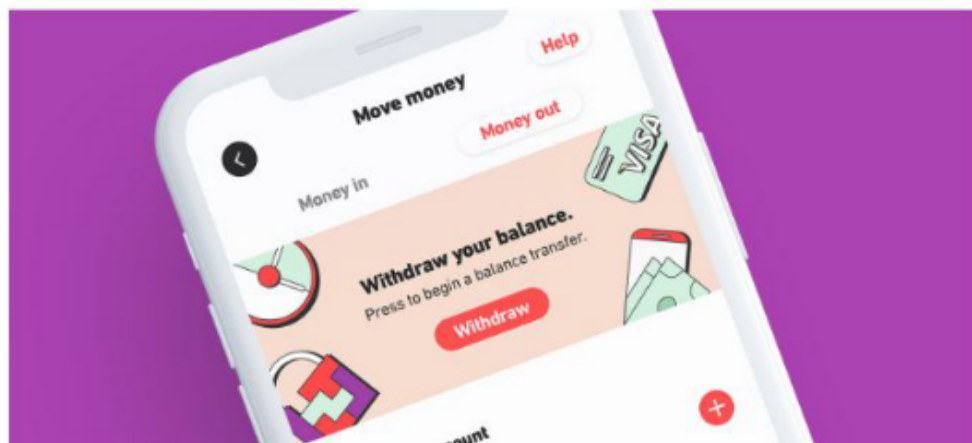 Help
Move money
Money out
Money in
VISA
Withdraw your balance.
Press to begin a balance transfer.
Withdraw